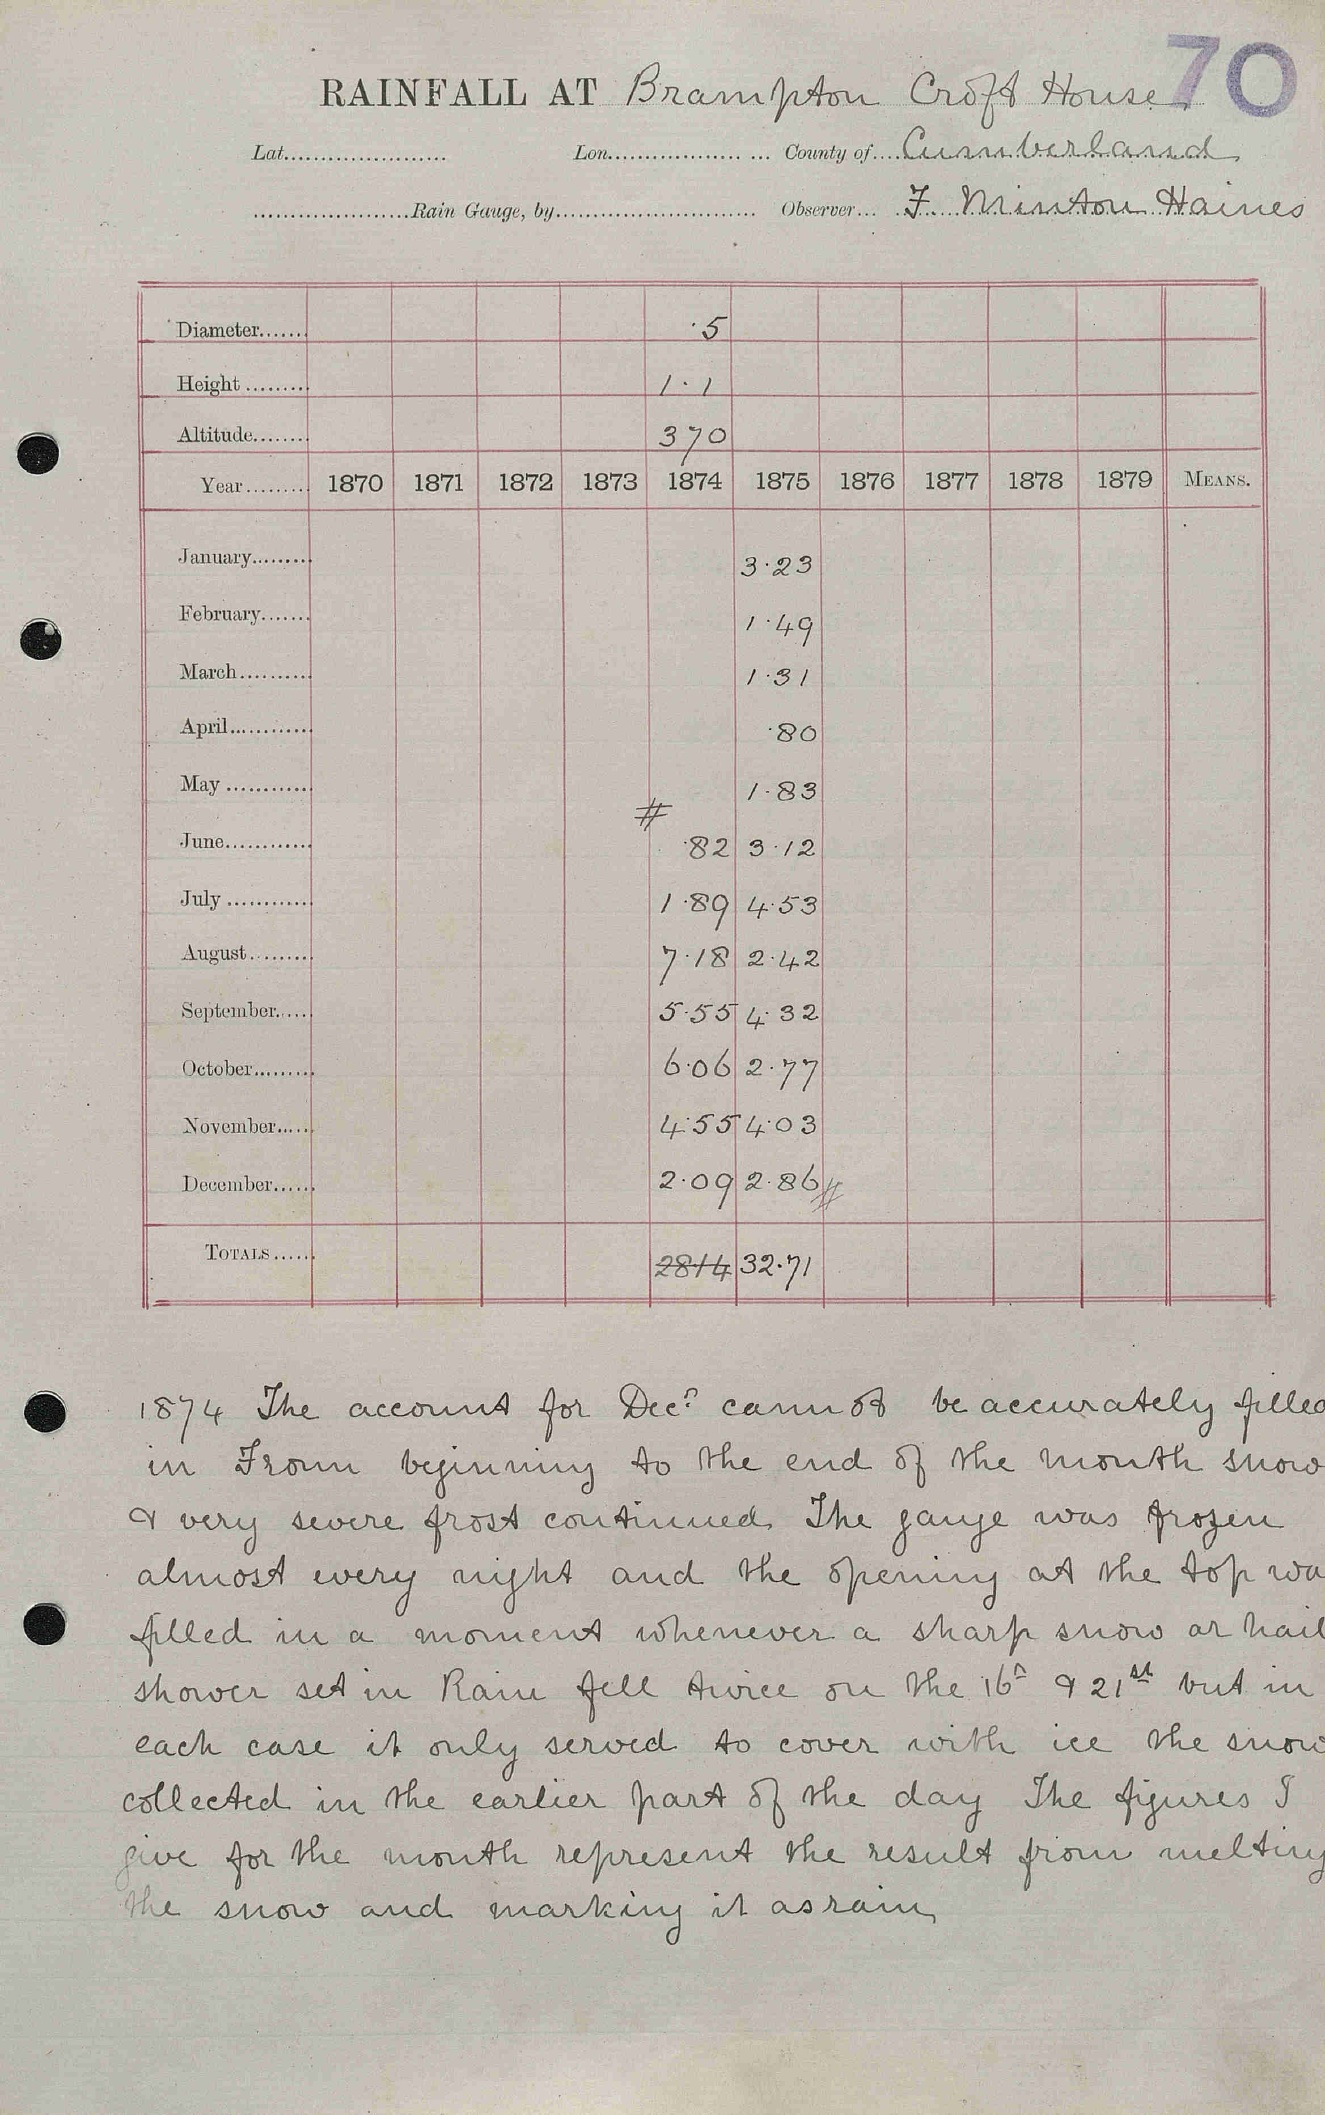 70
RAINFALL AT Brampton Croft House
Lat...................... Lon.................. ... County of....Cumberland
......................Rain Gauge, by............................ Observer... F. Minton Haines
Diameter....... ·5
Height ......... 1·1
Altitude........ 370
Year......... 1870 1871 1872 1873 1874 1875 1876 1877 1878 1879 MEANS.
January......... 3·23
February....... 1·49
March.......... 1·31
April............ ·80
May ............ 1·83
#
June............ ·82 3·12
July ............ 1·89 4·53
August......... 7·18 2·42
September...... 5·55 4·32
October......... 6·06 2·77
November...... 4·55 4·03
December...... 2·09 2·86 #
TOTALS...... 2814 32·71
1874 The account for Decr cannot be accurately filled
in From beginning to the end of the month snow
& very severe frost continued. The gauge was frozen
almost every night and the opening at the top wa
filled in a moment whenever a sharp snow or hail
shower set in Rain fell twice on the 16h & 21st but in
each case it only served to cover with ice the snow
collected in the earlier part of the day The figures I
give for the month represent the result from melting
the snow and marking it as rain